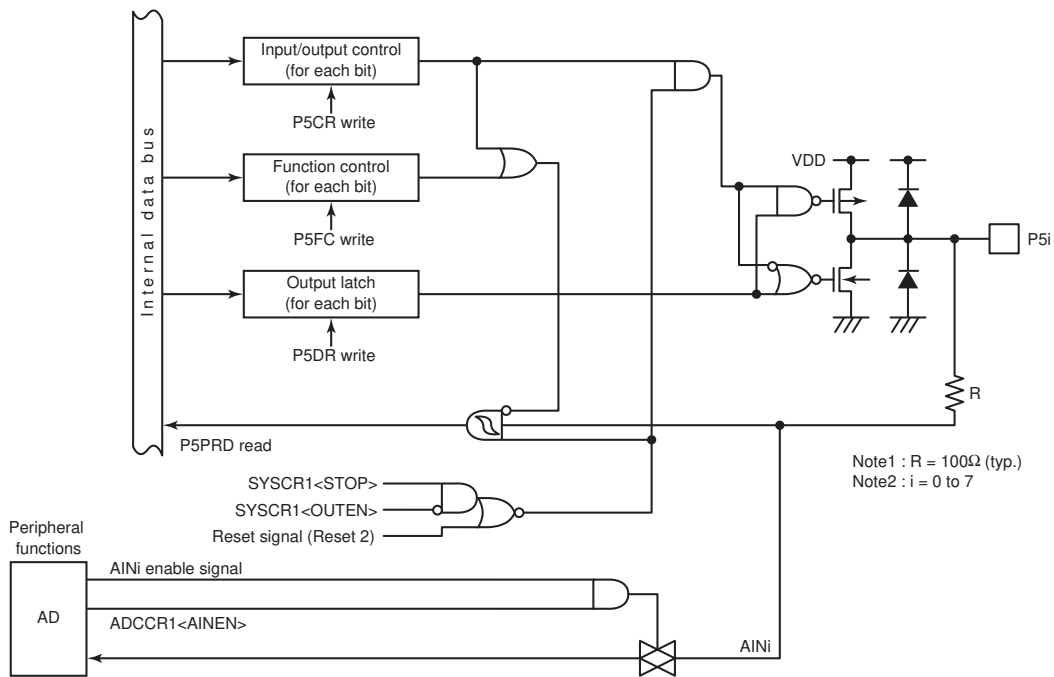 Internal data bus
Input/output control
(for each bit)
P5CR write
Function control
(for each bit)
P5FC write
Output latch
(for each bit)
P5DR write
VDD
P5i
R
P5PRD read
Note1 : R = 100Ω (typ.)
Note2 : i = 0 to 7
SYSCR1<STOP>
SYSCR1<OUTEN>
Reset signal (Reset 2)
Peripheral
functions
AD
AINi enable signal
ADCCR1<AINEN>
AINi